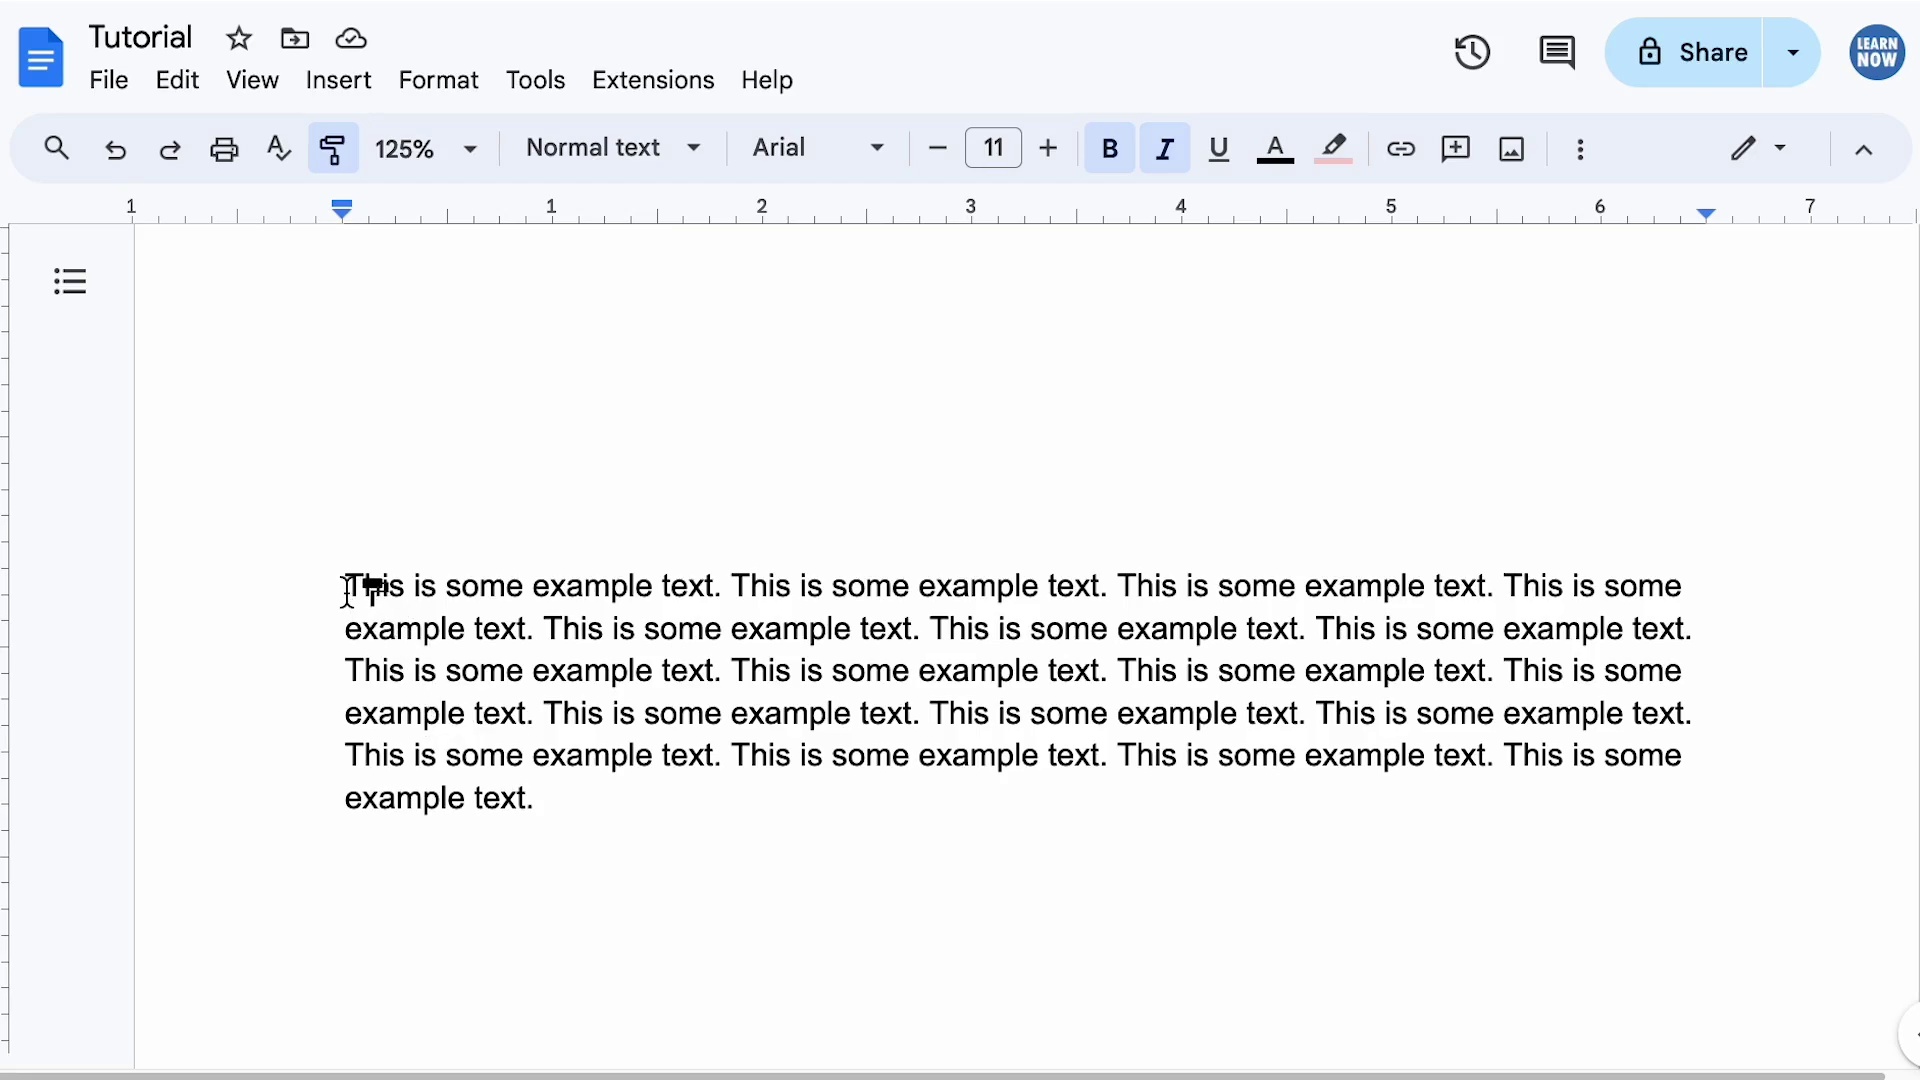 Tutorial
File Edit View Insert Format Tools Extensions Help
Share
LEARN
NOW
125% Normal text Arial 11 B I U A
1 1 2 3 4 5 6 7
This is some example text. This is some example text. This is some example text. This is some
example text. This is some example text. This is some example text. This is some example text.
This is some example text. This is some example text. This is some example text. This is some
example text. This is some example text. This is some example text. This is some example text.
This is some example text. This is some example text. This is some example text. This is some
example text.